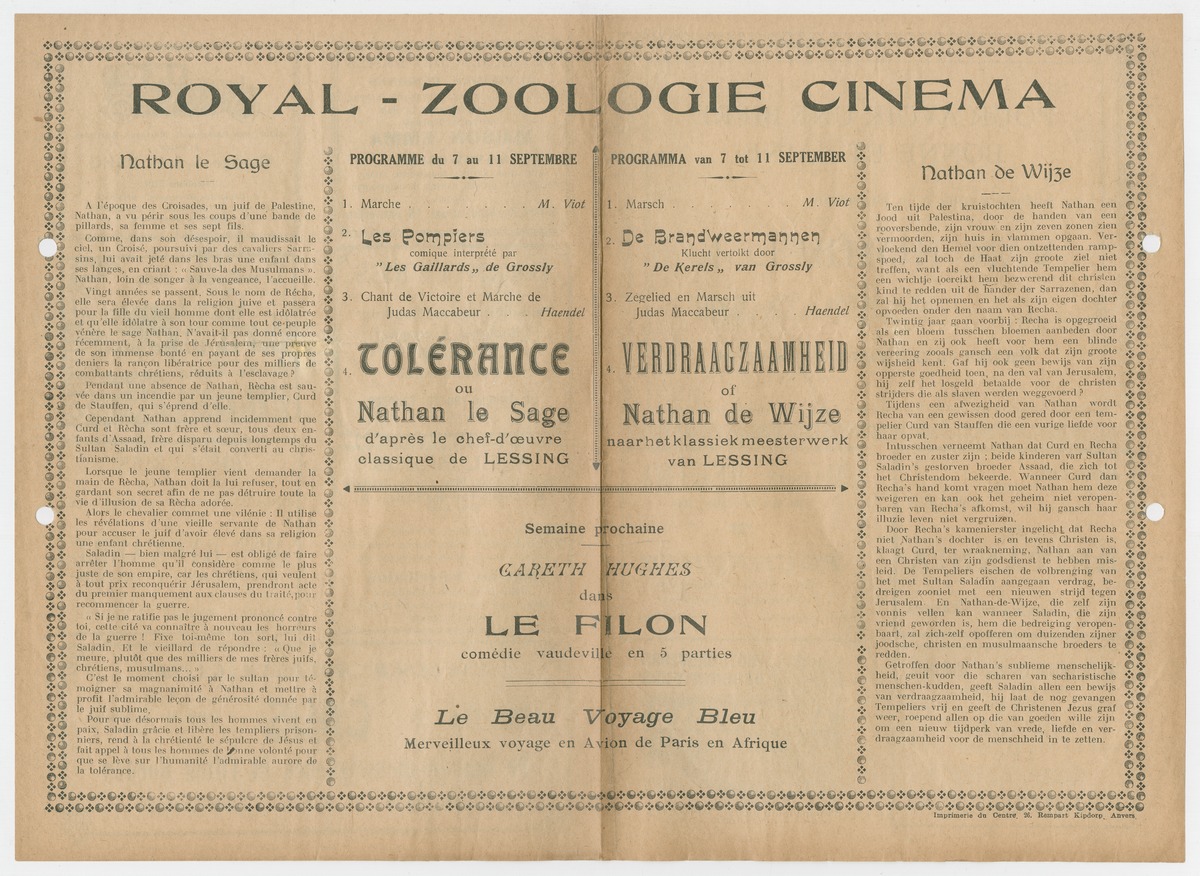 ROYAL - ZOOLOGIE CINEMA
Nathan le Sage
A l'époque des Croisades, un juif de Palestine,
Nathan, a vu périr sous les coups d'une bande de
pillards, sa femme et ses sept fils.
Comme, dans son désespoir, il maudissait le
ciel, un Croisé, poursuivi par des cavaliers Sarra-
sins, lui avait jeté dans les bras une enfant dans
ses langes, en criant : « Sauve-la des Musulmans ».
Nathan, loin de songer à la vengeance, l'accueille.
Vingt années se passent. Sous le nom de Récha,
elle sera élevée dans la religion juive et passera
pour la fille du vieil homme dont elle est idolâtrée
et qu'elle idolâtre à son tour comme tout ce peuple
vénère le sage Nathan. N'avait-il pas donné encore
récemment, à la prise de Jérusalem, une preuve
de son immense bonté en payant de ses propres
deniers la rançon libératrice pour des milliers de
combattants chrétiens, réduits à l'esclavage ?
Pendant une absence de Nathan, Rècha est sau-
vée dans un incendie par un jeune templier, Curd
de Stauffen, qui s'éprend d'elle.
Cependant Nathan apprend incidemment que
Curd et Rècha sont frère et sœur, tous deux en-
fants d'Assaad, frère disparu depuis longtemps du
Sultan Saladin et qui s'était converti au chris-
tianisme.
Lorsque le jeune templier vient demander la
main de Rècha, Nathan doit la lui refuser, tout en
gardant son secret afin de ne pas détruire toute la
vie d'illusion de sa Rècha adorée.
Alors le chevalier commet une vilénie : Il utilise
les révélations d'une vieille servante de Nathan
pour accuser le juif d'avoir élevé dans sa religion
une enfant chrétienne.
Saladin — bien malgré lui — est obligé de faire
arrêter l'homme qu'il considère comme le plus
juste de son empire, car les chrétiens, qui veulent
à tout prix reconquérir Jérusalem, prendront acte
du premier manquement aux clauses du traité, pour
recommencer la guerre.
« Si je ne ratifie pas le jugement prononcé contre
toi, cette cité va connaître à nouveau les horreurs
de la guerre ! Fixe toi-même ton sort, lui dit
Saladin. Et le vieillard de répondre : « Que je
meure, plutôt que des milliers de mes frères juifs,
chrétiens, musulmans... »
C'est le moment choisi par le sultan pour té-
moigner sa magnanimité à Nathan et mettre à
profit l'admirable leçon de générosité donnée par
le juif sublime.
Pour que désormais tous les hommes vivent en
paix, Saladin grâcie et libère les templiers prison-
niers, rend à la chrétienté le sépulcre de Jésus et
fait appel à tous les hommes de bonne volonté pour
que se lève sur l'humanité l'admirable aurore de
la tolérance.
PROGRAMME du 7 au 11 SEPTEMBRE
1. Marche . . . . . . . . M. Viot
2. Les Pompiers
comique interprété par
"Les Gaillards„ de Grossly
3. Chant de Victoire et Marche de
Judas Maccabeur . . . Haendel
4. TOLÉRANCE
ou
Nathan le Sage
d'après le chef-d'œuvre
classique de LESSING
PROGRAMMA van 7 tot 11 SEPTEMBER
1. Marsch . . . . . . . . M. Viot
2. De Brandweermannen
Klucht vertolkt door
"De Kerels„ van Grossly
3. Zegelied en Marsch uit
Judas Maccabeur . . . Haendel
4. VERDRAAGZAAMHEID
of
Nathan de Wijze
naar het klassiek meesterwerk
van LESSING
Semaine prochaine
GARETH HUGHES
dans
LE FILON
comédie vaudeville en 5 parties
Le Beau Voyage Bleu
Merveilleux voyage en Avion de Paris en Afrique
Nathan de Wijze
Ten tijde der kruistochten heeft Nathan een
Jood uit Palestina, door de handen van een
rooversbende, zijn vrouw en zijn zeven zonen zien
vermoorden, zijn huis in vlammen opgaan. Ver-
vloekend den Hemel voor dien ontzettenden ramp-
spoed, zal toch de Haat zijn groote ziel niet
treffen, want als een vluchtende Tempelier hem
een wichtje toereikt hem bezwerend dit christen
kind te redden uit de handen der Sarrazenen, dan
zal hij het opnemen en het als zijn eigen dochter
opvoeden onder den naam van Recha.
Twintig jaar gaan voorbij : Recha is opgegroeid
als een bloem tusschen bloemen aanbeden door
Nathan en zij ook heeft voor hem een blinde
vereering zooals gansch een volk dat zijn groote
wijsheid kent. Gaf hij ook geen bewijs van zijn
opperste goedheid toen, na den val van Jerusalem,
hij zelf het losgeld betaalde voor de christen
strijders die als slaven werden weggevoerd ?
Tijdens een afwezigheid van Nathan wordt
Recha van een gewissen dood gered door een tem-
pelier Curd van Stauffen die een vurige liefde voor
haar opvat.
Intusschen verneemt Nathan dat Curd en Recha
broeder en zuster zijn ; beide kinderen van Sultan
Saladin's gestorven broeder Assaad, die zich tot
het Christendom bekeerde. Wanneer Curd dan
Recha's hand komt vragen moet Nathan hem deze
weigeren en kan ook het geheim niet veropen-
baren van Recha's afkomst, wil hij gansch haar
illuzie leven niet vergruizen.
Door Recha's kamenierster ingelicht dat Recha
niet Nathan's dochter is en tevens Christen is,
klaagt Curd, ter wraakneming, Nathan aan van
een Christen van zijn godsdienst te hebben mis-
leid. De Tempeliers eischen de volbrenging van
het met Sultan Saladin aangegaan verdrag, be-
dreigen zooniet met een nieuwen strijd tegen
Jerusalem. En Nathan-de-Wijze, die zelf zijn
vonnis vellen kan wanneer Saladin, die zijn
vriend geworden is, hem die bedreiging veropen-
baart, zal zich-zelf opofferen om duizenden zijner
joodsche, christen en musulmaansche broeders te
redden.
Getroffen door Nathan's sublieme menschelijk-
heid, geuit voor die scharen van secharistische
menschen-kudden, geeft Saladin allen een bewijs
van verdraagzaamheid, hij laat de nog gevangen
Tempeliers vrij en geeft de Christenen Jezus graf
weer, roepend allen op die van goeden wille zijn
om een nieuw tijdperk van vrede, liefde en ver-
draagzaamheid voor de menschheid in te zetten.
Imprimerie du Centre, 26, Rempart Kipdorp, Anvers